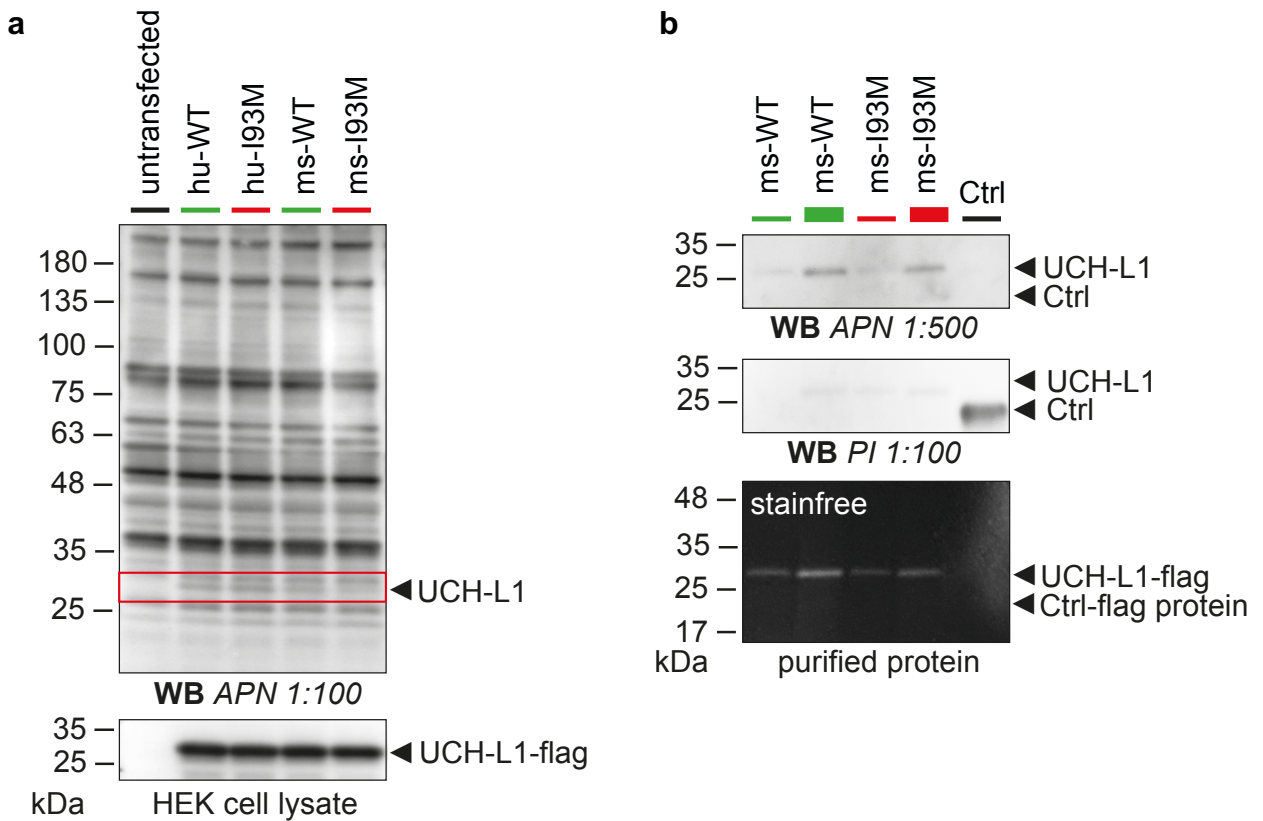 a
untransfected
hu-WT
hu-I93M
ms-WT
ms-I93M
180
135
100
75
63
48
35
25
UCH-L1
WB APN 1:100
35
25
UCH-L1-flag
kDa
HEK cell lysate
b
ms-WT
ms-WT
ms-I93M
ms-I93M
Ctrl
35
25
UCH-L1
Ctrl
WB APN 1:500
35
25
UCH-L1
Ctrl
WB PI 1:100
stainfree
48
35
25
17
UCH-L1-flag
Ctrl-flag protein
kDa
purified protein